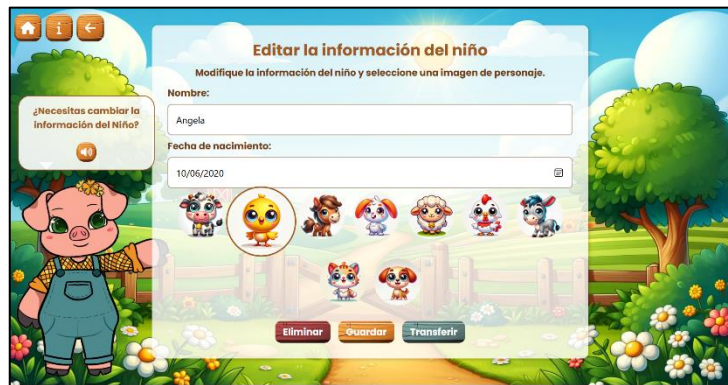 i
Editar la información del niño
Modifique la información del niño y seleccione una imagen de personaje.
¿Necesitas cambiar la
información del Niño?
Nombre:
Angela
Fecha de nacimiento:
10/06/2020
Eliminar Guardar Transferir